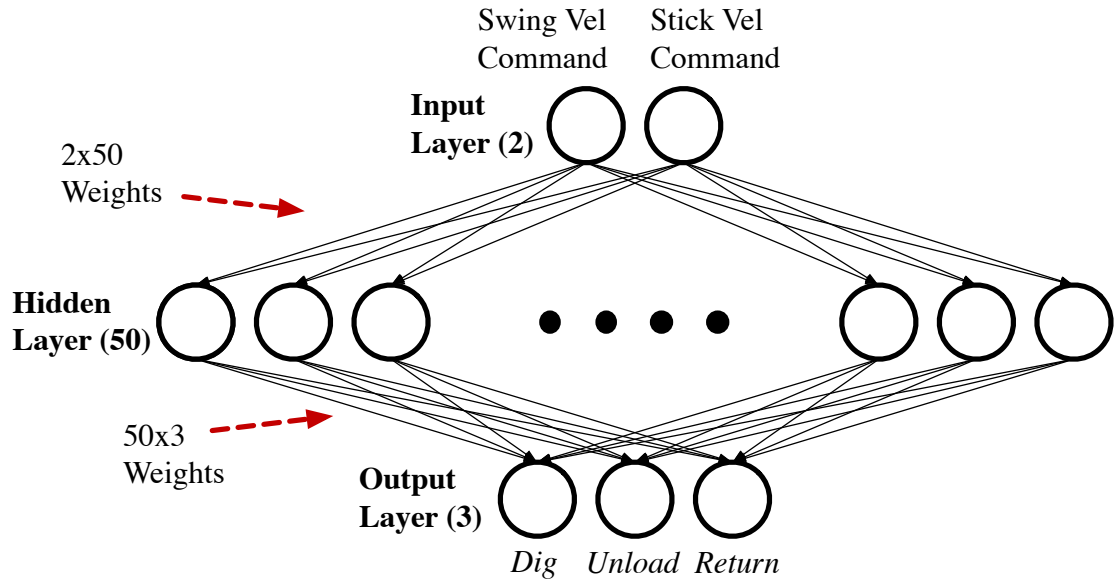 Swing Vel
Command
Stick Vel
Command
Input
Layer (2)
2x50
Weights
Hidden
Layer (50)
50x3
Weights
Output
Layer (3)
Dig
Unload
Return